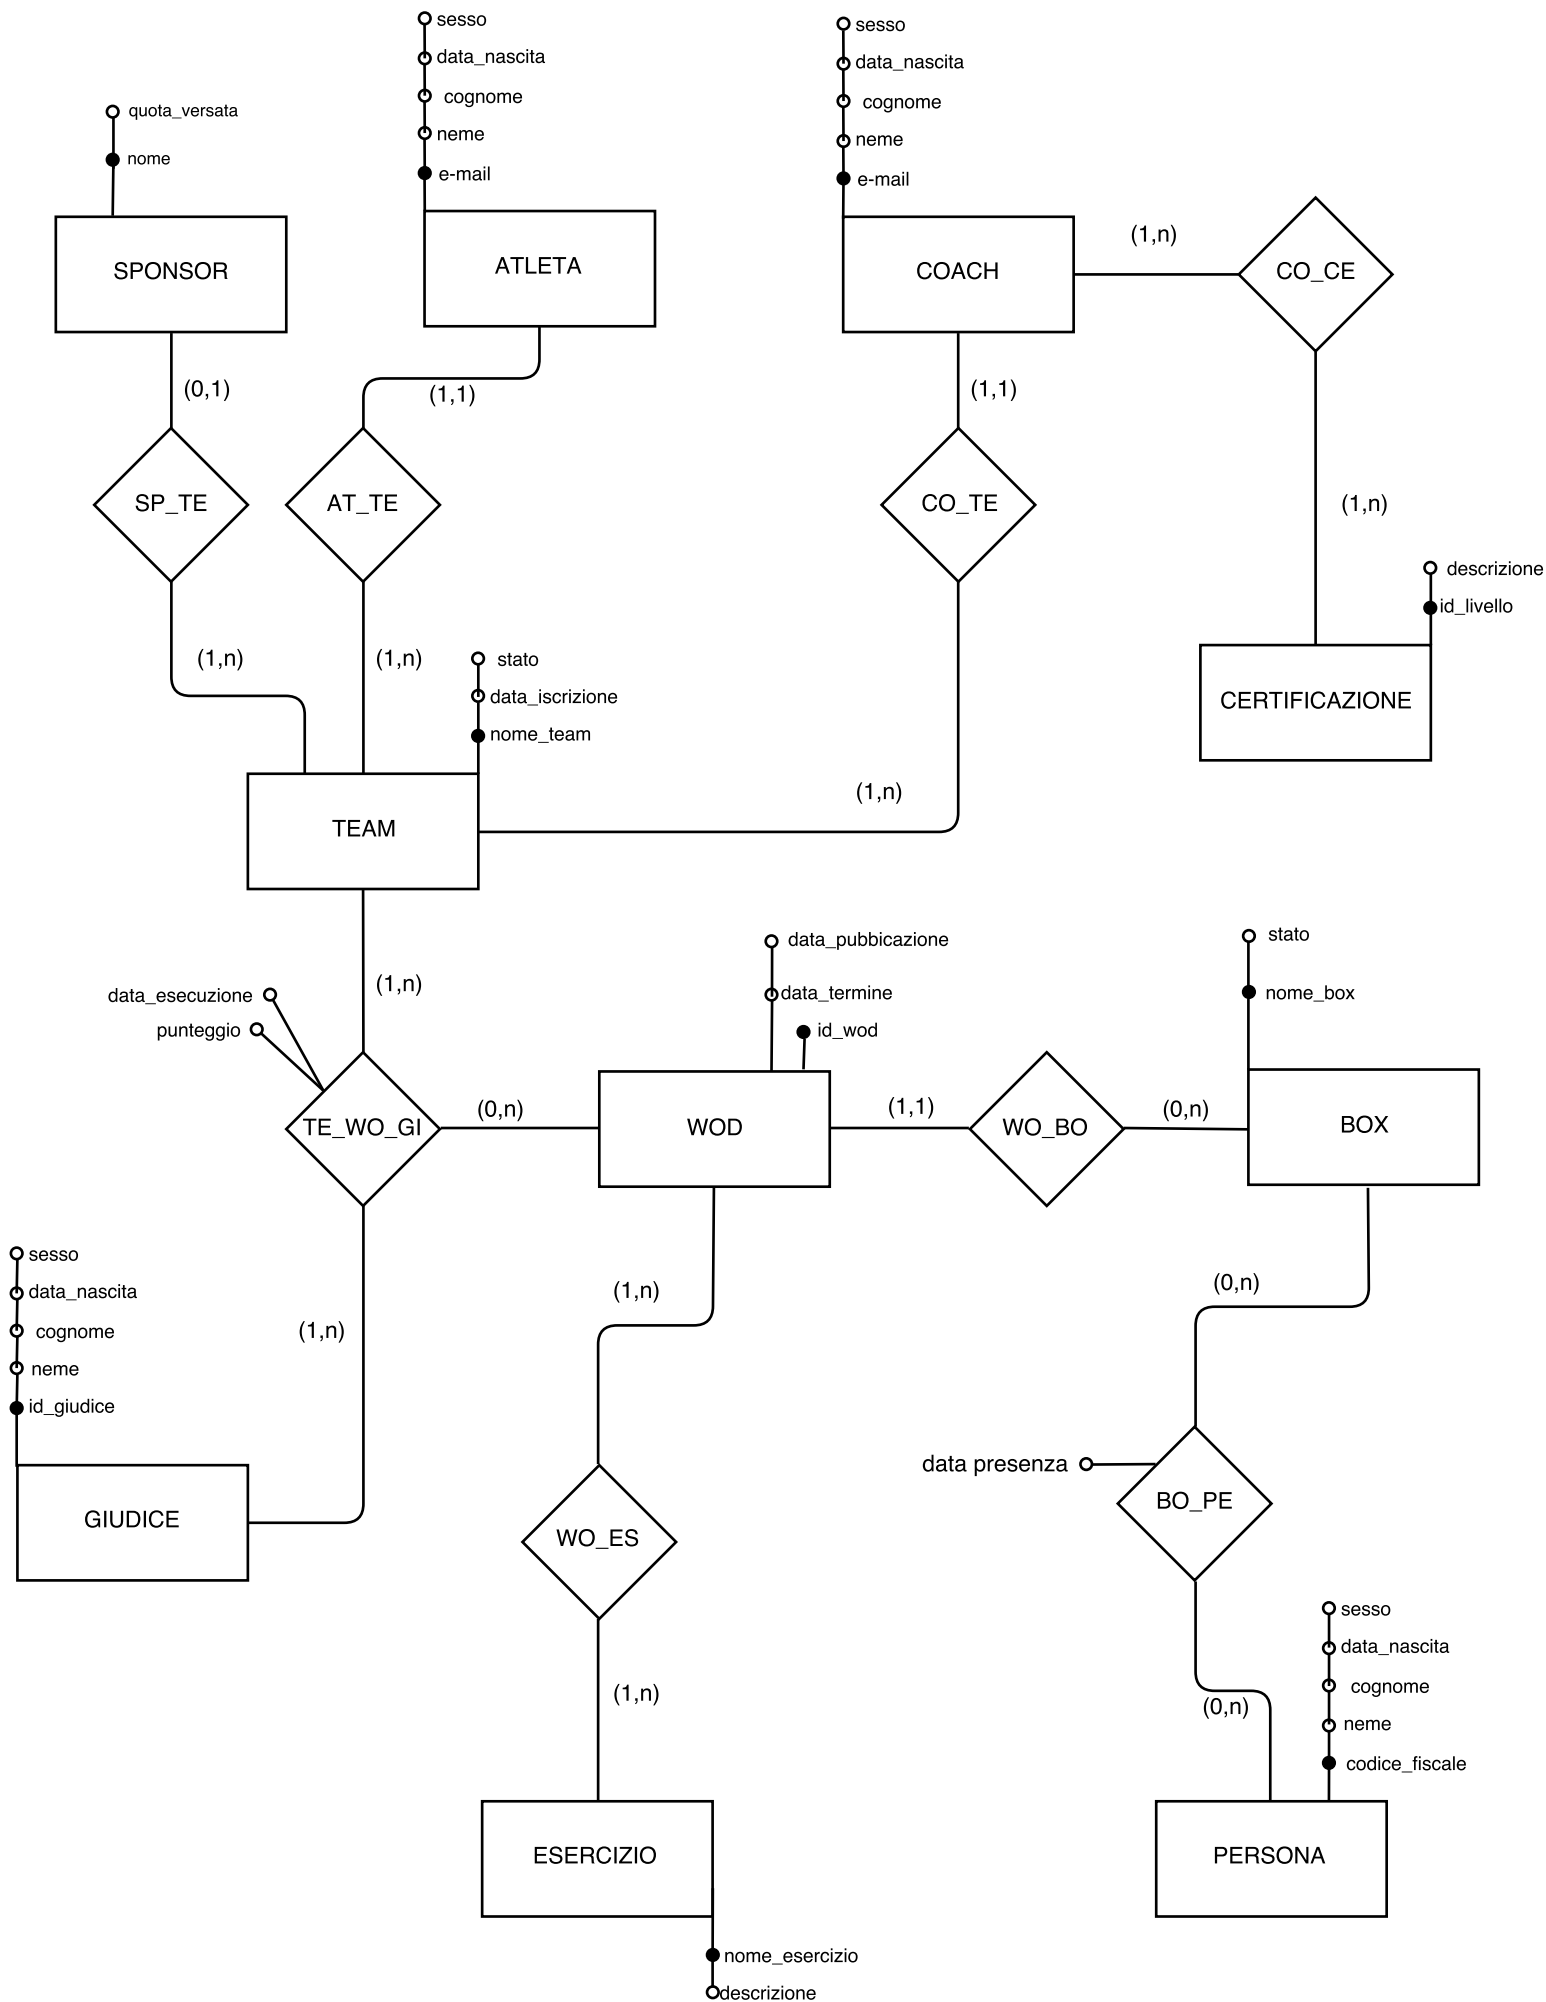 sesso
data_nascita
cognome
neme
e-mail
sesso
data_nascita
cognome
neme
e-mail
quota_versata
nome
SPONSOR
ATLETA
COACH
(1,n)
CO_CE
(0,1)
(1,1)
(1,1)
SP_TE
AT_TE
CO_TE
(1,n)
descrizione
id_livello
CERTIFICAZIONE
(1,n)
(1,n)
stato
data_iscrizione
nome_team
(1,n)
TEAM
(1,n)
data_esecuzione
punteggio
TE_WO_GI
(0,n)
data_pubbicazione
data_termine
id_wod
WOD
(1,1)
WO_BO
(0,n)
stato
nome_box
BOX
sesso
data_nascita
cognome
neme
id_giudice
GIUDICE
(1,n)
(1,n)
(0,n)
data presenza
BO_PE
WO_ES
(1,n)
(0,n)
sesso
data_nascita
cognome
neme
codice_fiscale
ESERCIZIO
PERSONA
nome_esercizio
descrizione